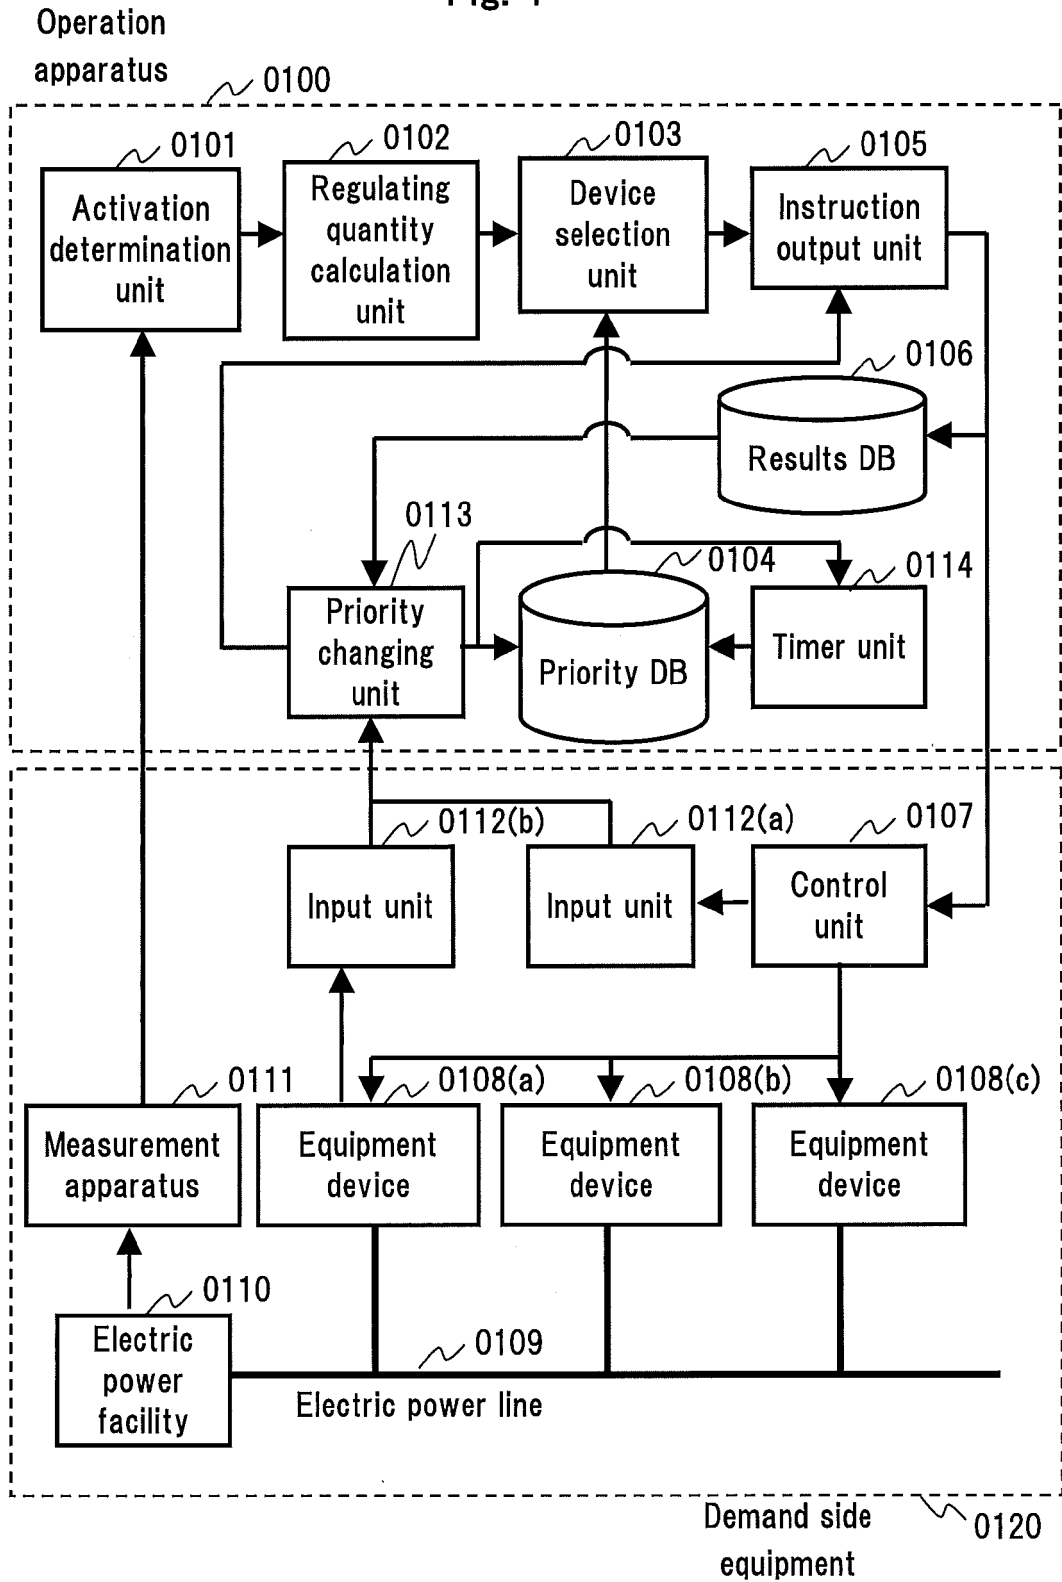 Operation
apparatus
0100
0101
0102
0103
0105
Activation
determination
unit
Regulating
quantity
calculation
unit
Device
selection
unit
Instruction
output unit
0106
Results DB
0113
0104
0114
Priority
changing
unit
Priority DB
Timer unit
0112(b)
0112(a)
0107
Input unit
Input unit
Control
unit
0111
0108(a)
0108(b)
0108(c)
Measurement
apparatus
Equipment
device
Equipment
device
Equipment
device
0110
Electric
power
facility
0109
Electric power line
Demand side
equipment
0120